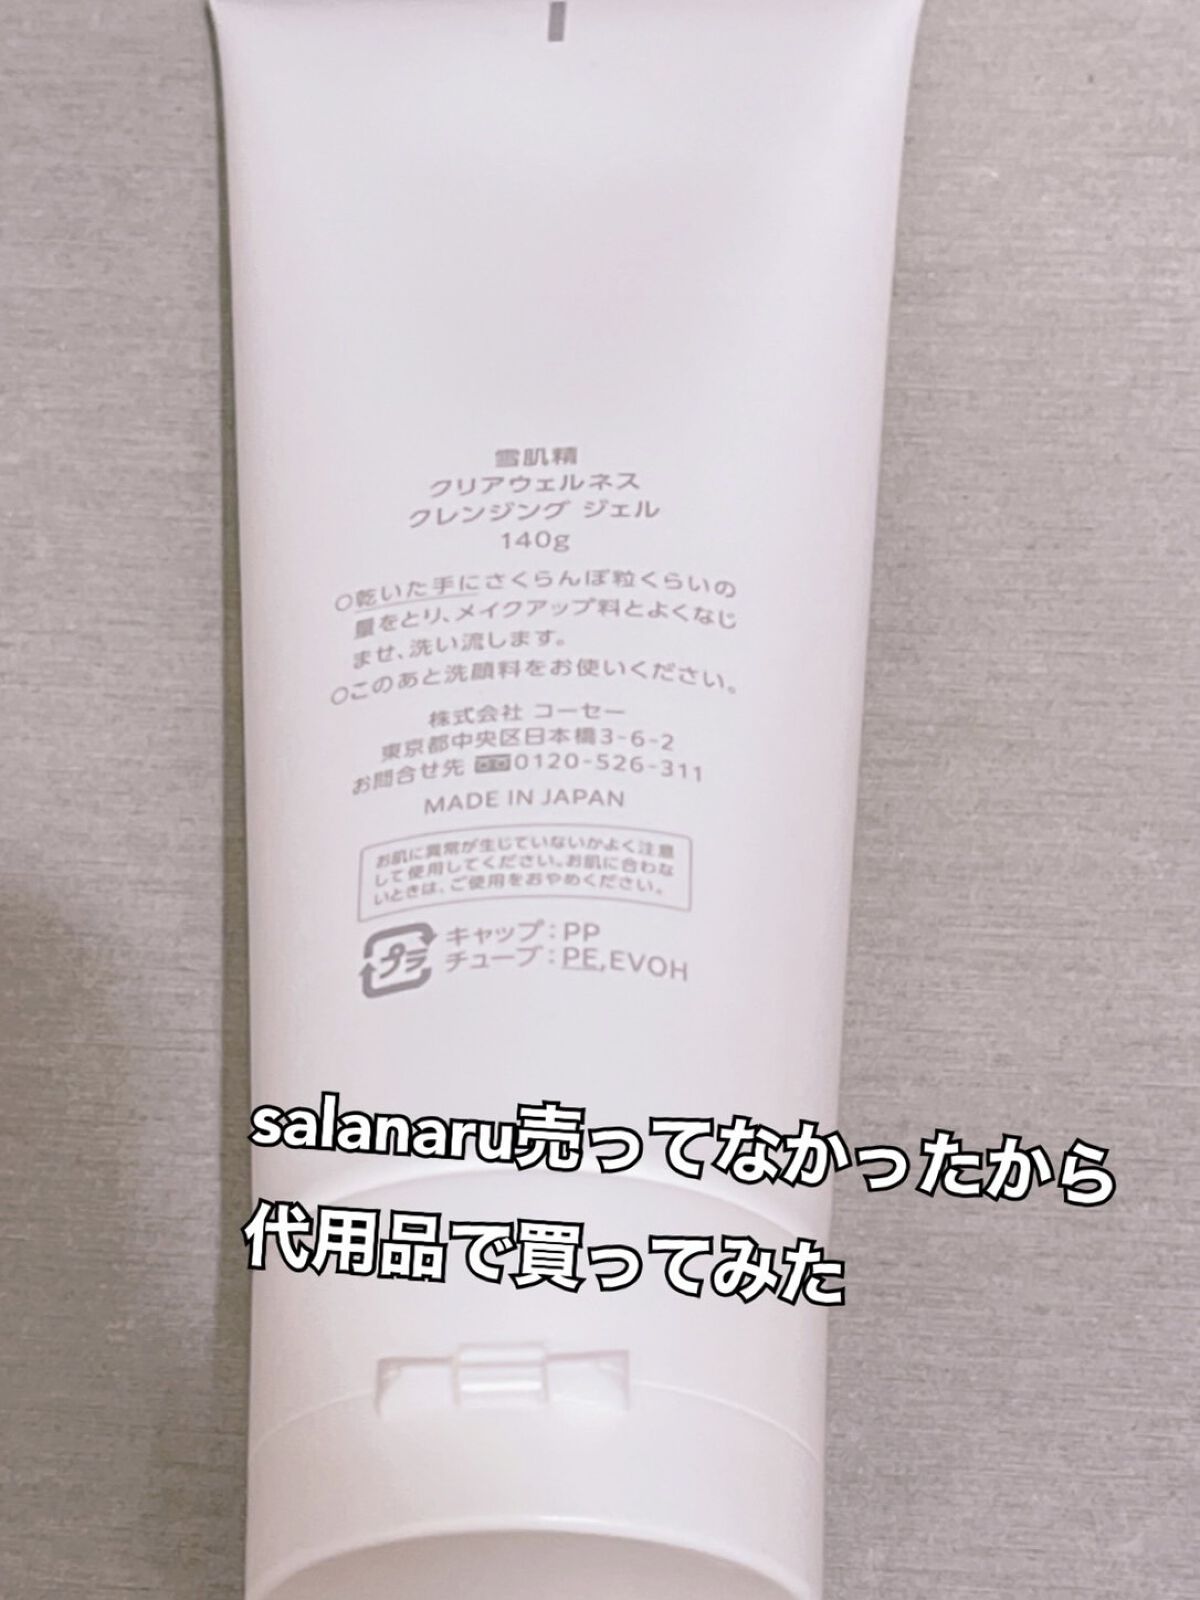 雪肌精
クリアウェルネス
クレンジング ジェル
140g
○乾いた手にさくらんぼ粒くらいの
量をとり、メイクアップ料とよくなじ
ませ、洗い流します。
○このあと洗顔料をお使いください。
株式会社 コーセー
東京都中央区日本橋3-6-2
お問合せ先 0120-526-311
MADE IN JAPAN
お肌に異常が生じていないかよく注意
して使用してください。お肌に合わな
いときは、ご使用をおやめください。
プラ
キャップ:PP
チューブ:PE,EVOH
salanaru売ってなかったから
代用品で買ってみた